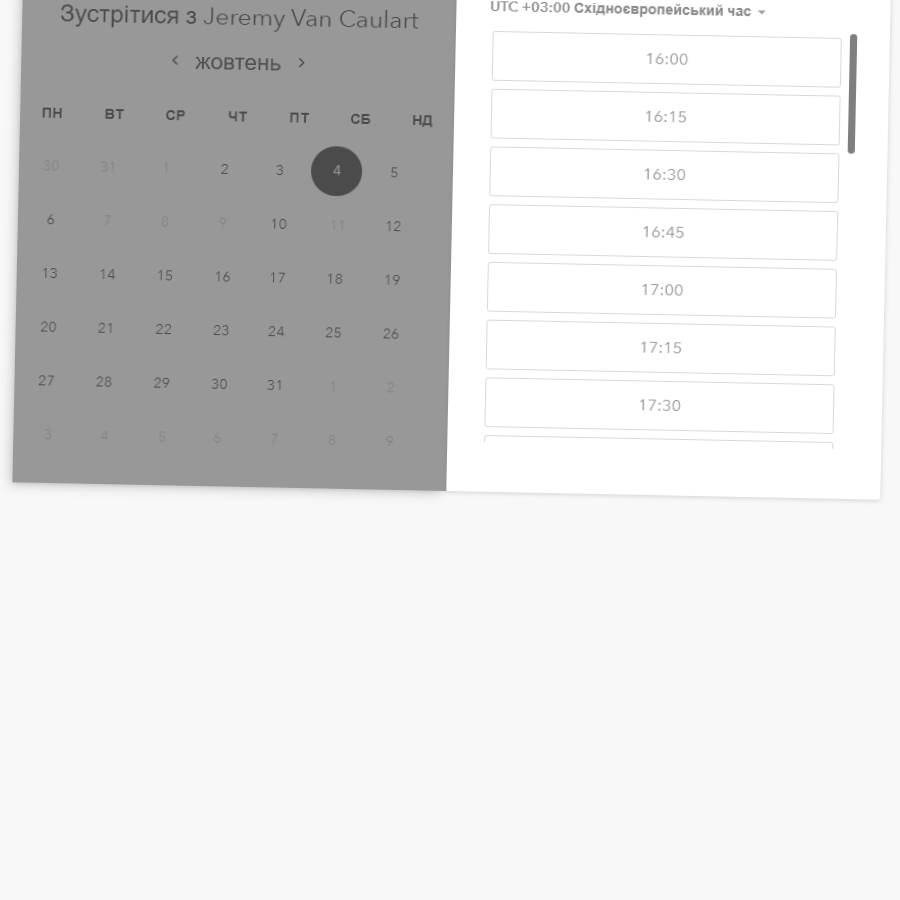 Зустрітися з Jeremy Van Caulart
жовтень
ПН ВТ СР ЧТ ПТ СБ НД
30 31 1 2 3 4 5
6 7 8 9 10 11 12
13 14 15 16 17 18 19
20 21 22 23 24 25 26
27 28 29 30 31 1 2
3 4 5 6 7 8 9
UTC +03:00 Східноєвропейський час
16:00
16:15
16:30
16:45
17:00
17:15
17:30